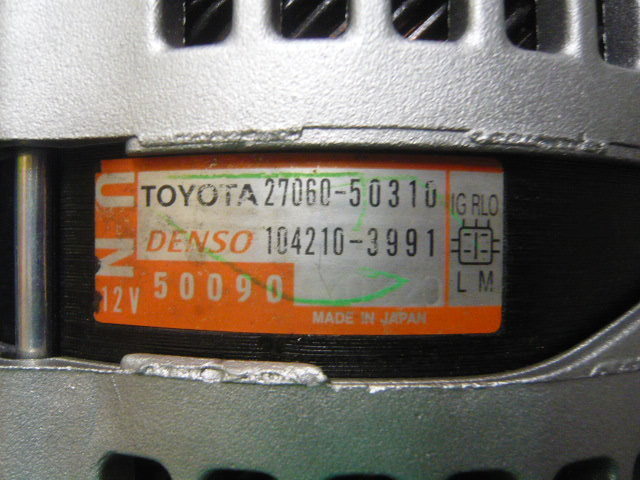 TOYOTA 27060-50310
DENSO 104210-3991
12V 50090
MADE IN JAPAN
IG RLO
L M